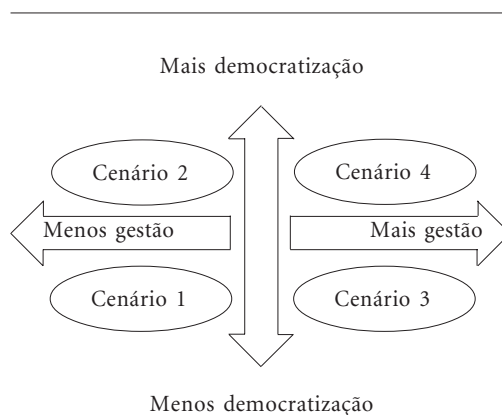 Mais democratização
Cenário 2
Cenário 4
Menos gestão
Mais gestão
Cenário 1
Cenário 3
Menos democratização